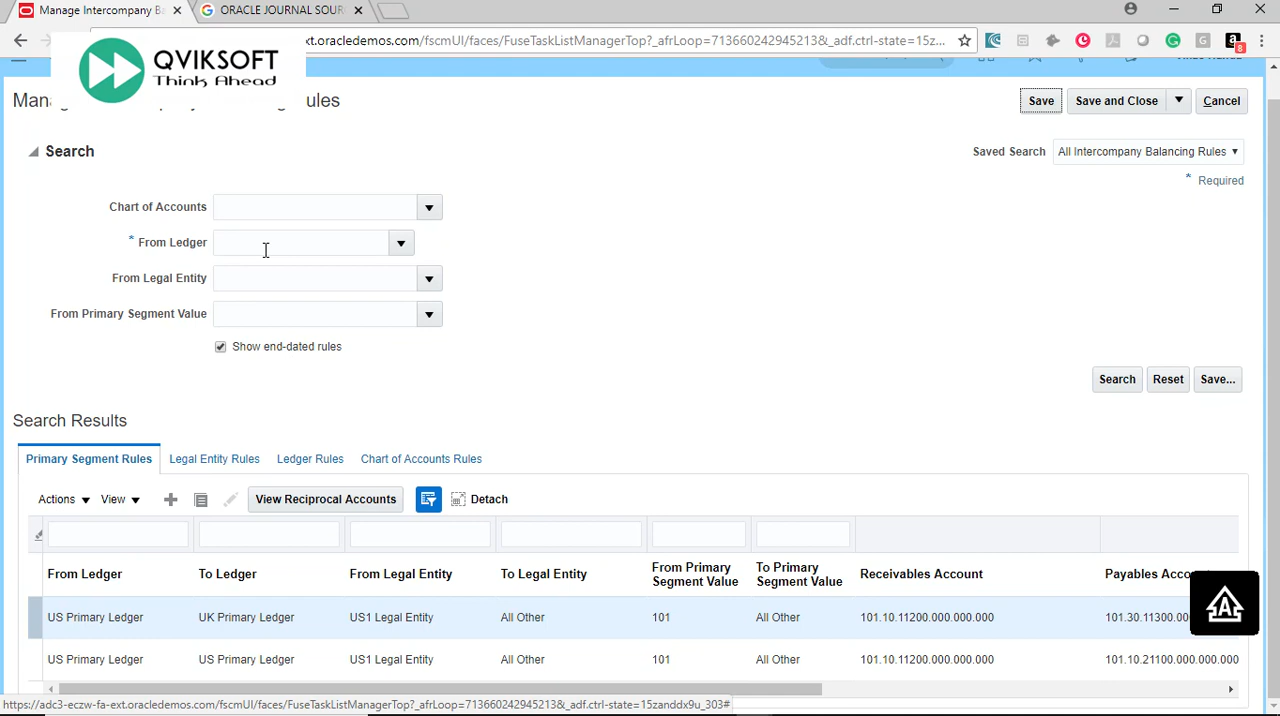 Manage Intercompany B
ORACLE JOURNAL SOUR
xt.oracledemos.com/fscmUI/faces/FuseTaskListManagerTop?_afrLoop=713660242945213&_adf.ctrl-state=15z...
8
QVIKSOFT
Think Ahead
Save
Save and Close
Cancel
Search
Saved Search
All Intercompany Balancing Rules
* Required
Chart of Accounts
* From Ledger
From Legal Entity
From Primary Segment Value
Show end-dated rules
Search
Reset
Save...
Search Results
Primary Segment Rules
Legal Entity Rules
Ledger Rules
Chart of Accounts Rules
Actions
View
View Reciprocal Accounts
Detach
From Ledger
To Ledger
From Legal Entity
To Legal Entity
From Primary Segment Value
To Primary Segment Value
Receivables Account
Payables Acco
US Primary Ledger
UK Primary Ledger
US1 Legal Entity
All Other
101
All Other
101.10.11200.000.000.000
101.30.11300.00
US Primary Ledger
US Primary Ledger
US1 Legal Entity
All Other
101
All Other
101.10.11200.000.000.000
101.10.21100.000.000.000
https://adc3-eczw-fa-ext.oracledemos.com/fscmUI/faces/FuseTaskListManagerTop?_afrLoop=713660242945213&_adf.ctrl-state=15zanddx9u_303#